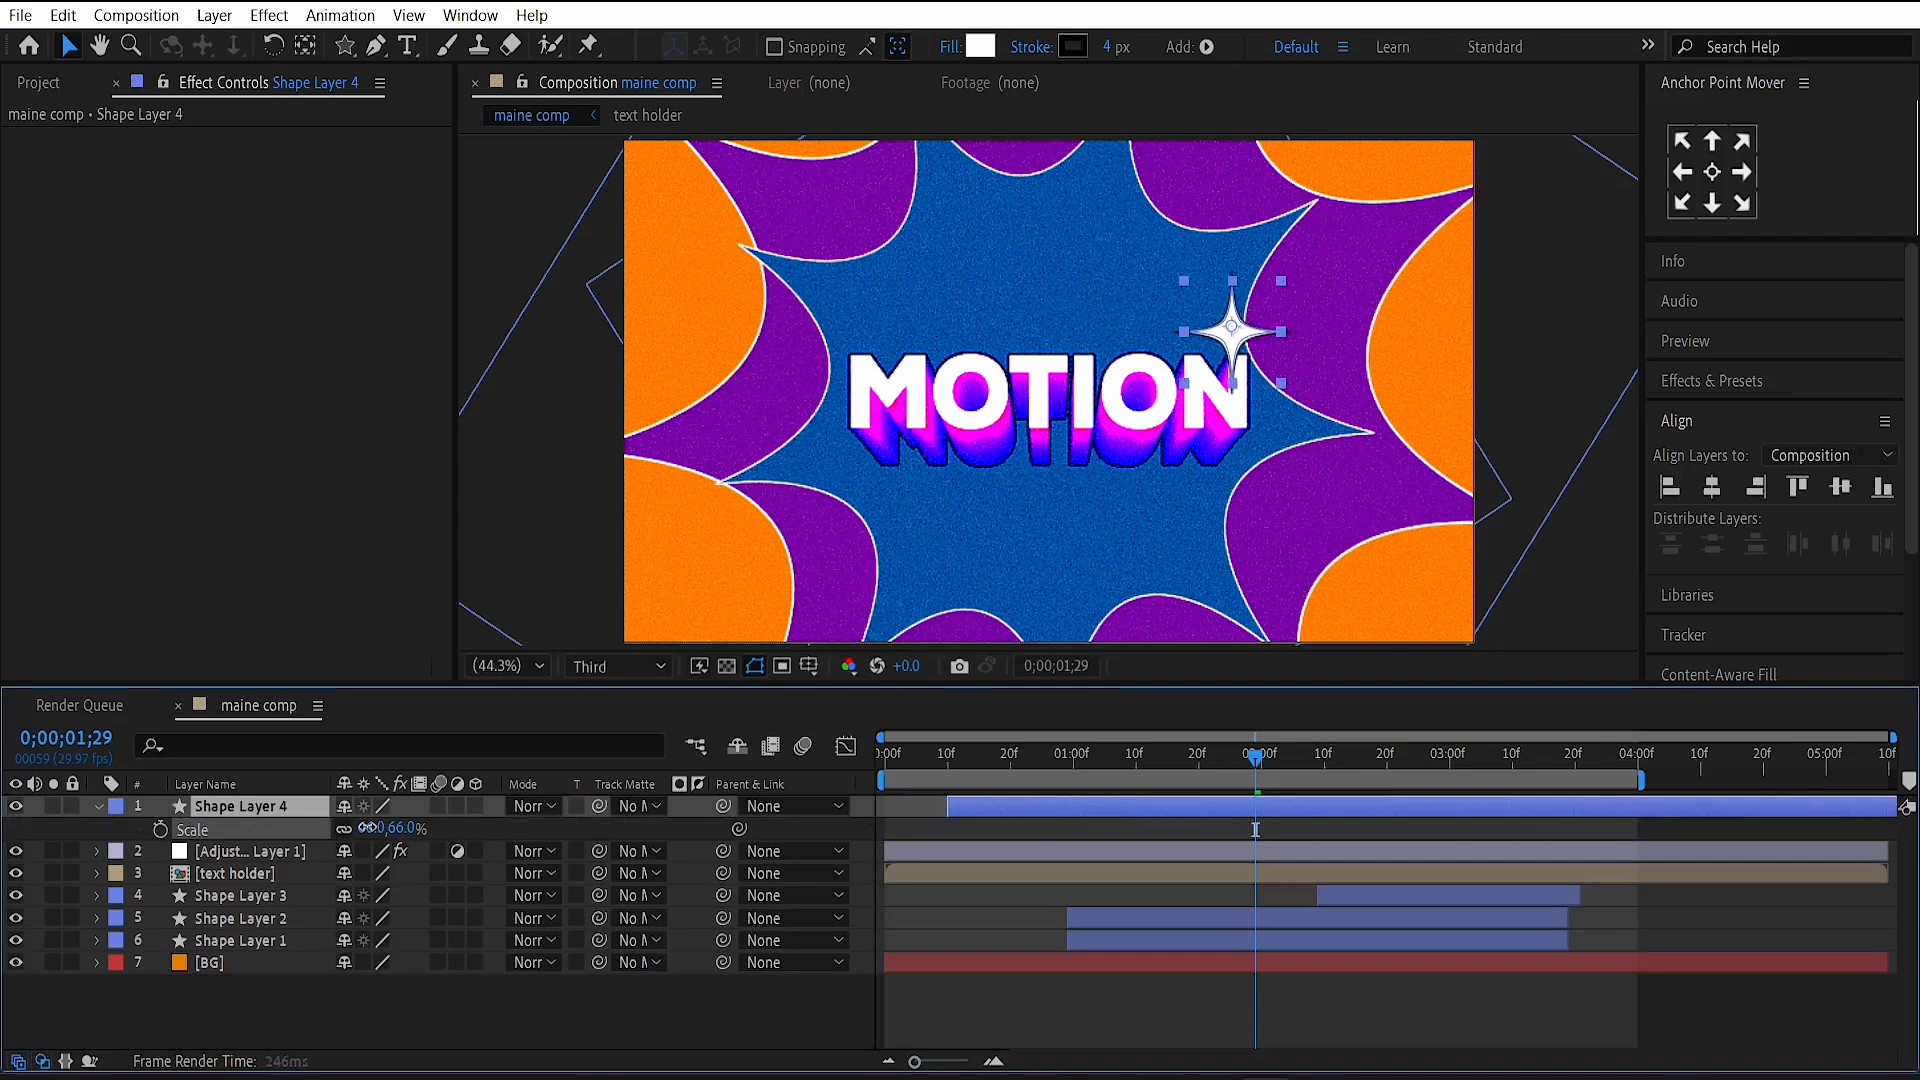 File Edit Composition Layer Effect Animation View Window Help
Snapping Fill: Stroke: 4 px Add: Default Learn Standard Search Help
Project Effect Controls Shape Layer 4 Composition maine comp Layer (none) Footage (none) Anchor Point Mover
maine comp • Shape Layer 4 maine comp text holder
Info
Audio
Preview
Effects & Presets
Align
Align Layers to: Composition
Distribute Layers:
Libraries
Tracker
Content-Aware Fill
MOTION
(44.3%) Third +0.0 0;00;01;29
Render Queue maine comp
0;00;01;29
00059 (29.97 fps)
:00f 10f 20f 01:00f 10f 20f 10f 20f 03:00f 10f 20f 04:00f 10f 20f 05:00f 10f
# Layer Name fx Mode T Track Matte Parent & Link
1 Shape Layer 4 Norr No None
Scale ,66.0%
2 [Adjust... Layer 1] fx Norr No None
3 [text holder] Norr No None
4 Shape Layer 3 Norr No None
5 Shape Layer 2 Norr No None
6 Shape Layer 1 Norr No None
7 [BG] Norr No None
Frame Render Time: 246ms